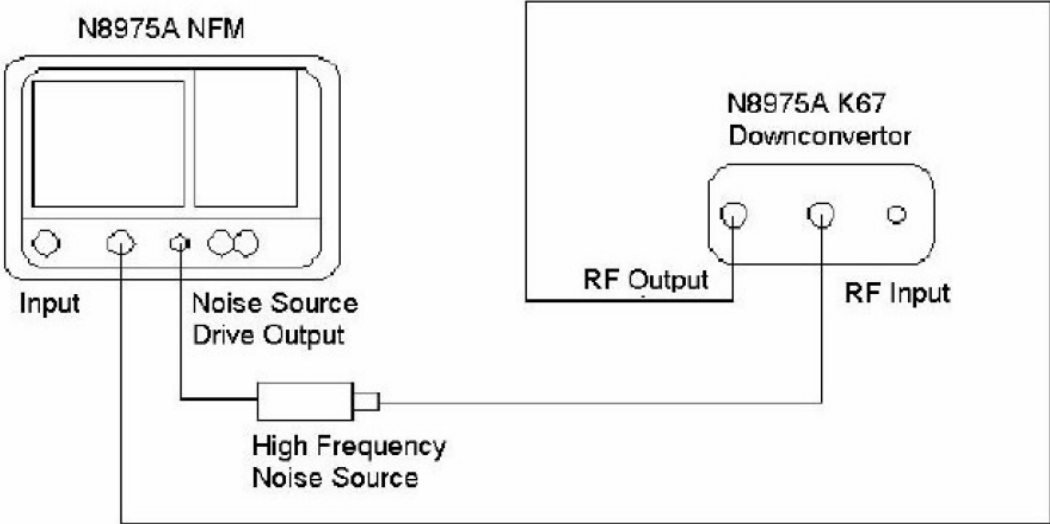 N8975A NFM
N8975A K67
Downconvertor
RF Output
RF Input
Input
Noise Source
Drive Output
High Frequency
Noise Source